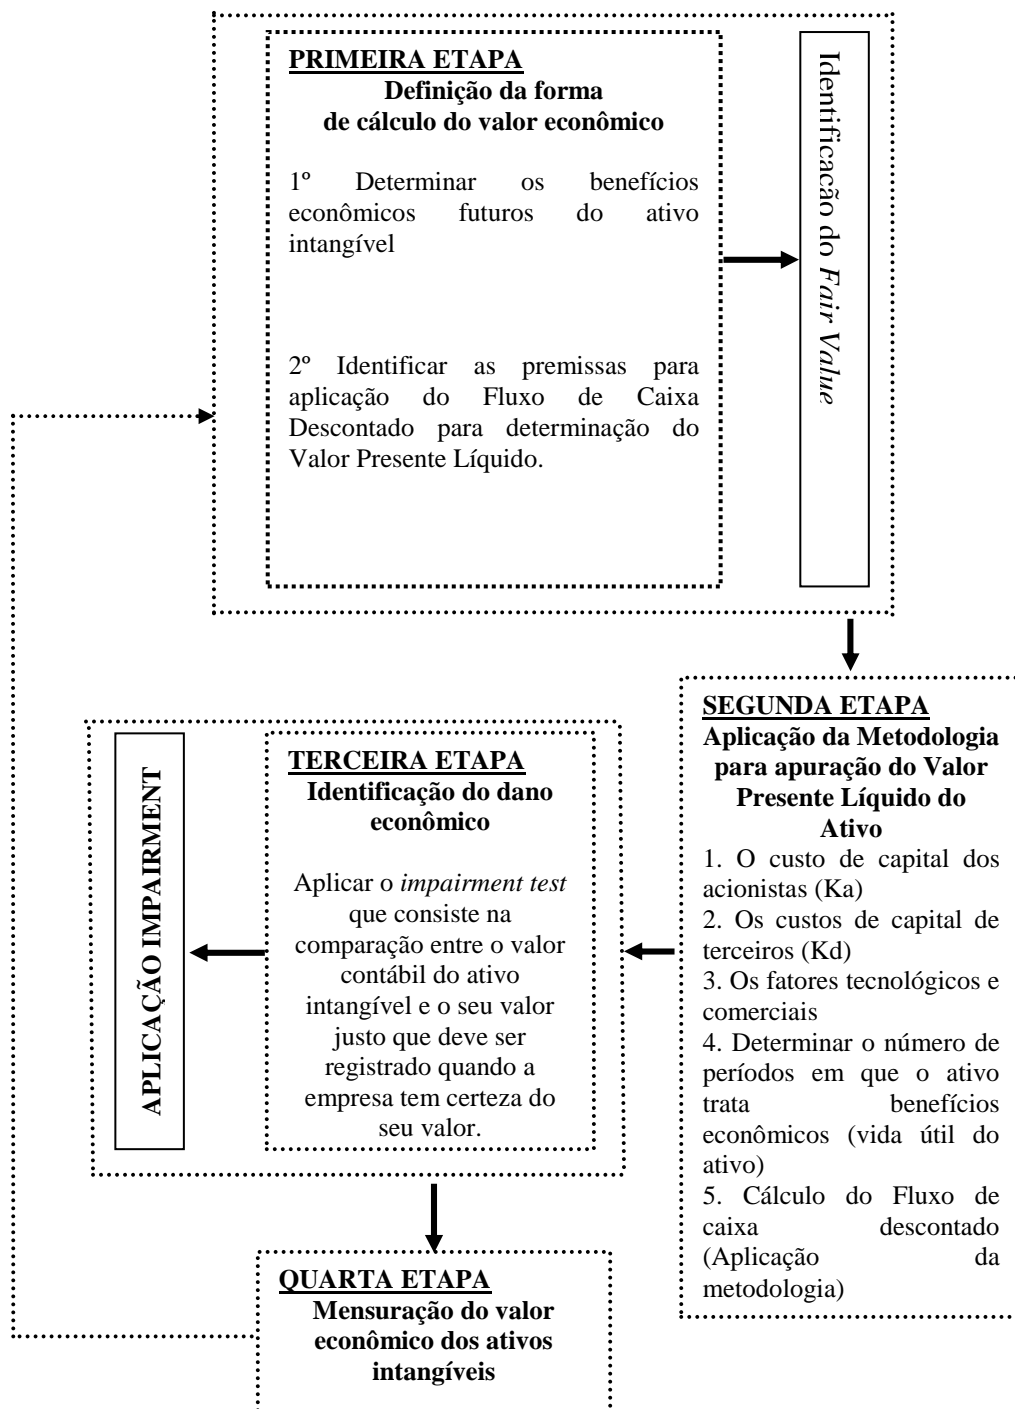 PRIMEIRA ETAPA
Definição da forma
de cálculo do valor econômico
1º Determinar os benefícios
econômicos futuros do ativo
intangível
2º Identificar as premissas para
aplicação do Fluxo de Caixa
Descontado para determinação do
Valor Presente Líquido.
Identificação do Fair Value
SEGUNDA ETAPA
Aplicação da Metodologia
para apuração do Valor
Presente Líquido do
Ativo
1. O custo de capital dos
acionistas (Ka)
2. Os custos de capital de
terceiros (Kd)
3. Os fatores tecnológicos e
comerciais
4. Determinar o número de
períodos em que o ativo
trata benefícios
econômicos (vida útil do
ativo)
5. Cálculo do Fluxo de
caixa descontado
(Aplicação da
metodologia)
TERCEIRA ETAPA
Identificação do dano
econômico
Aplicar o impairment test
que consiste na
comparação entre o valor
contábil do ativo
intangível e o seu valor
justo que deve ser
registrado quando a
empresa tem certeza do
seu valor.
APLICAÇÃO IMPAIRMENT
QUARTA ETAPA
Mensuração do valor
econômico dos ativos
intangíveis